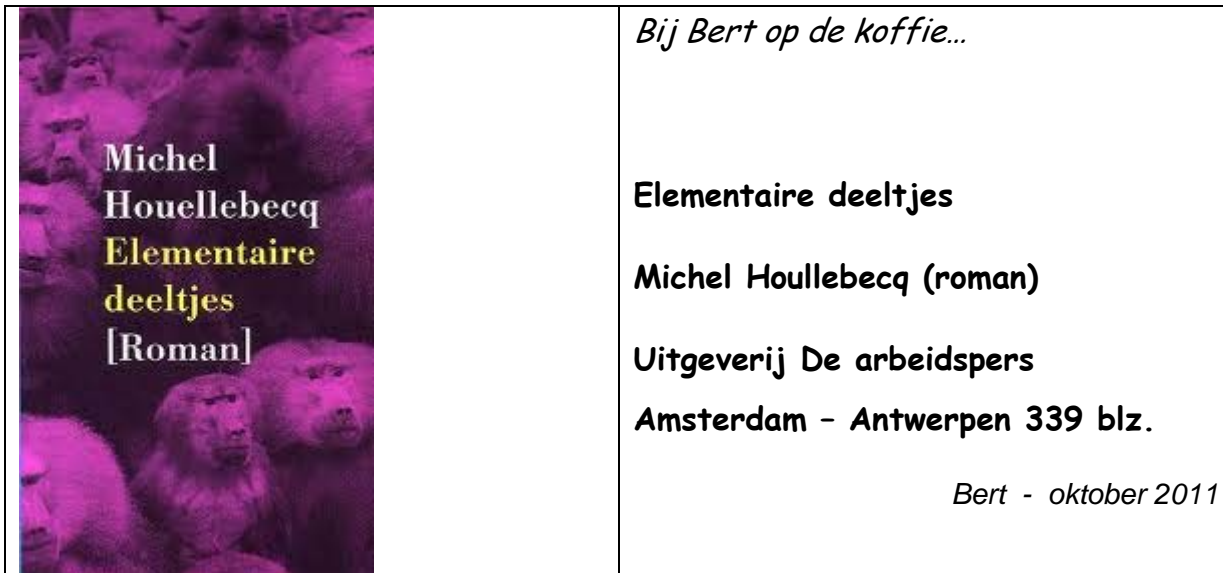 Michel
Houellebecq
Elementaire
deeltjes
[Roman]
Bij Bert op de koffie…
Elementaire deeltjes
Michel Houllebecq (roman)
Uitgeverij De arbeidspers
Amsterdam – Antwerpen 339 blz.
Bert - oktober 2011